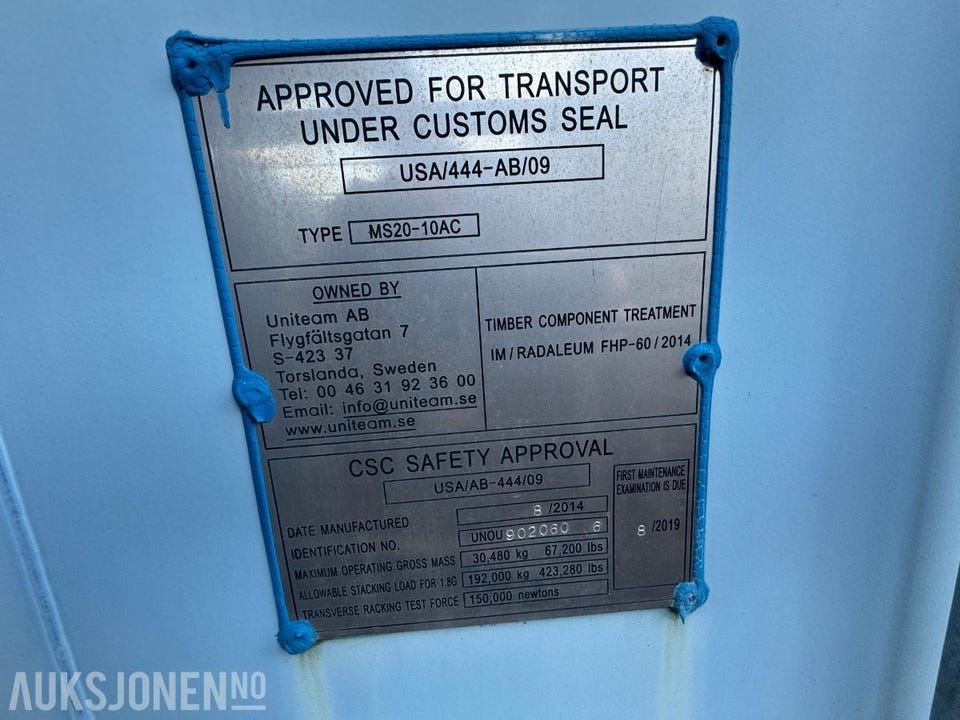 APPROVED FOR TRANSPORT
UNDER CUSTOMS SEAL
USA/444-AB/09
TYPE MS20-10AC
OWNED BY
Uniteam AB
Flygfältsgatan 7
S-423 37
Torslanda, Sweden
Tel: 00 46 31 92 36 00
Email: info@uniteam.se
www.uniteam.se
TIMBER COMPONENT TREATMENT
IM/RADALEUM FHP-60/2014
CSC SAFETY APPROVAL
USA/AB-444/09
DATE MANUFACTURED 8/2014
IDENTIFICATION NO. UNOU 902060 6
MAXIMUM OPERATING GROSS MASS 30,480 kg 67,200 lbs
ALLOWABLE STACKING LOAD FOR 1.8G 192,000 kg 423,280 lbs
TRANSVERSE RACKING TEST FORCE 150,000 newtons
FIRST MAINTENANCE
EXAMINATION IS DUE
8/2019
AUKSJONEN.NO